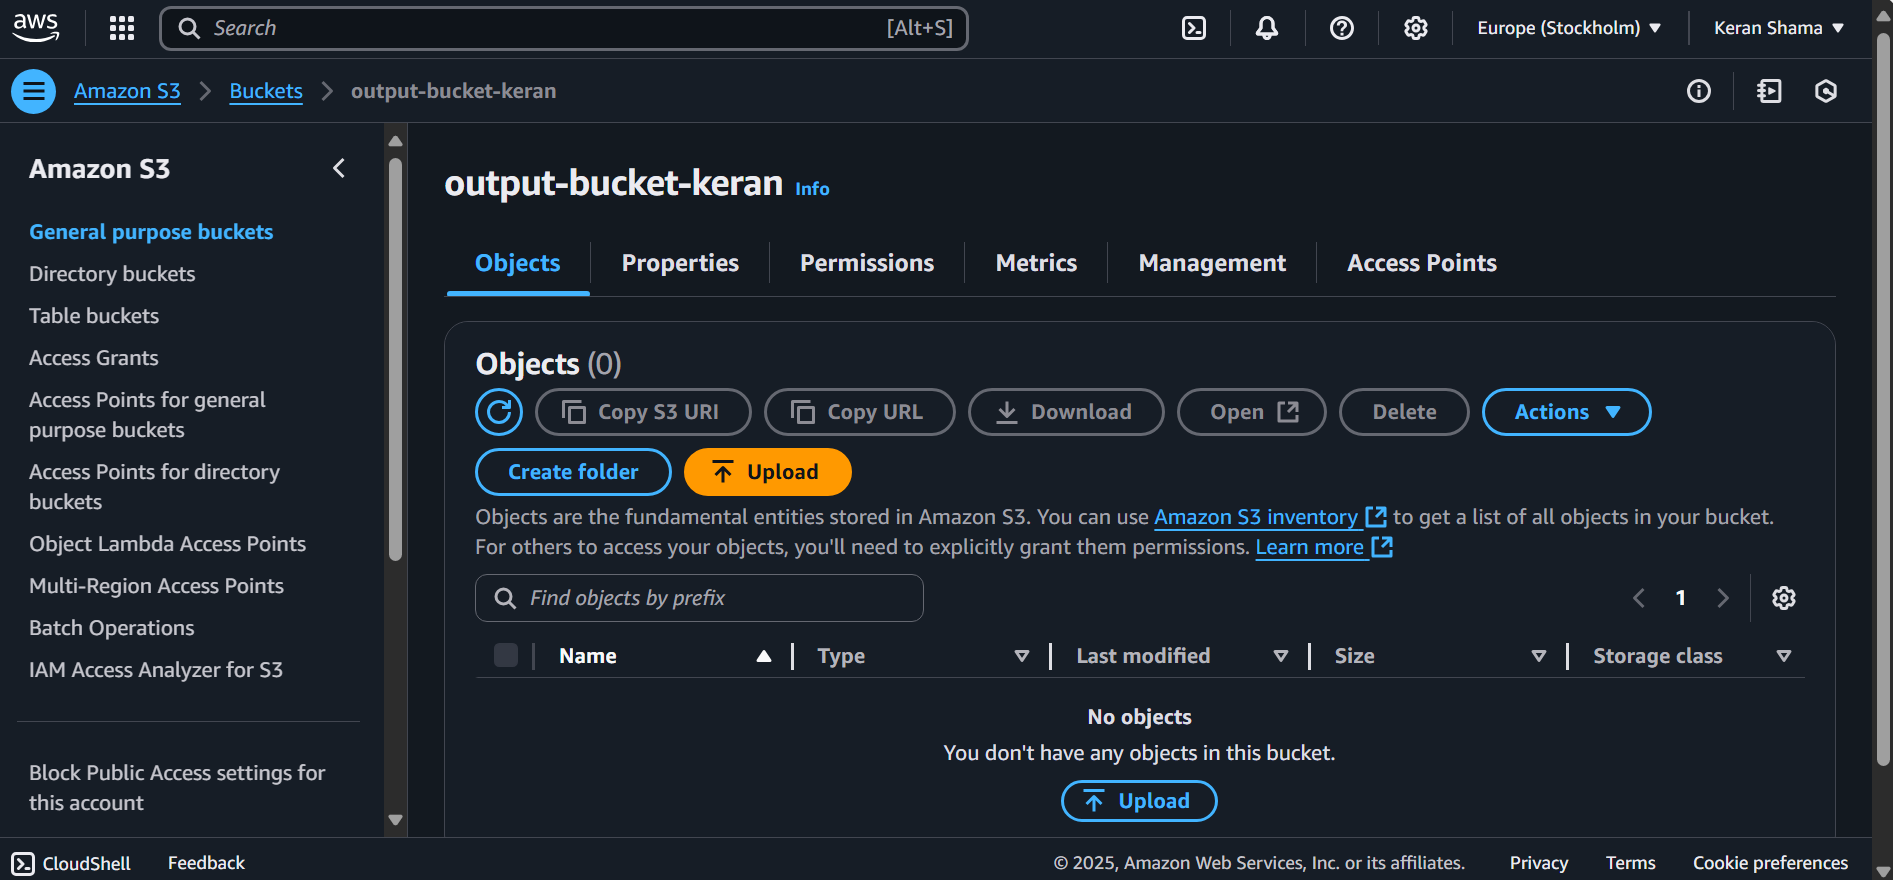 aws
Search
[Alt+S]
Europe (Stockholm)
Keran Shama
Amazon S3
Buckets
output-bucket-keran
Amazon S3
General purpose buckets
Directory buckets
Table buckets
Access Grants
Access Points for general
purpose buckets
Access Points for directory
buckets
Object Lambda Access Points
Multi-Region Access Points
Batch Operations
IAM Access Analyzer for S3
Block Public Access settings for
this account
output-bucket-keran Info
Objects
Properties
Permissions
Metrics
Management
Access Points
Objects (0)
Copy S3 URI
Copy URL
Download
Open
Delete
Actions
Create folder
Upload
Objects are the fundamental entities stored in Amazon S3. You can use Amazon S3 inventory to get a list of all objects in your bucket.
For others to access your objects, you'll need to explicitly grant them permissions. Learn more
Find objects by prefix
1
Name
Type
Last modified
Size
Storage class
No objects
You don't have any objects in this bucket.
Upload
CloudShell
Feedback
© 2025, Amazon Web Services, Inc. or its affiliates.
Privacy
Terms
Cookie preferences